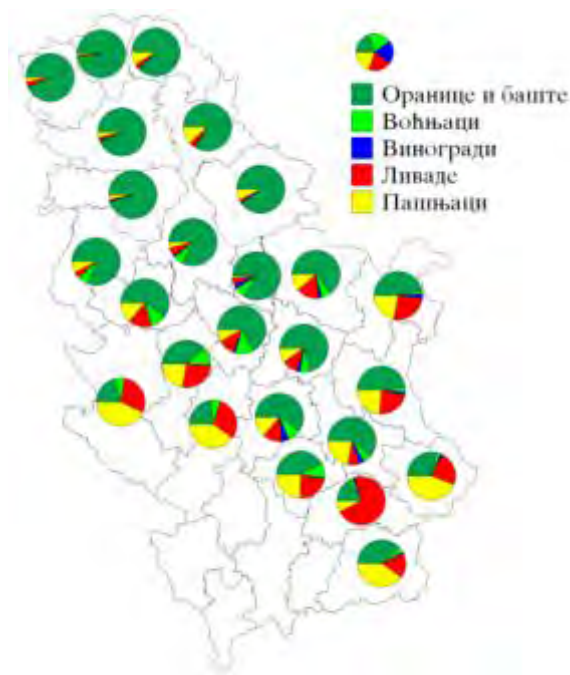 Оранице и баште
Воћњаци
Виногради
Ливаде
Пашњаци